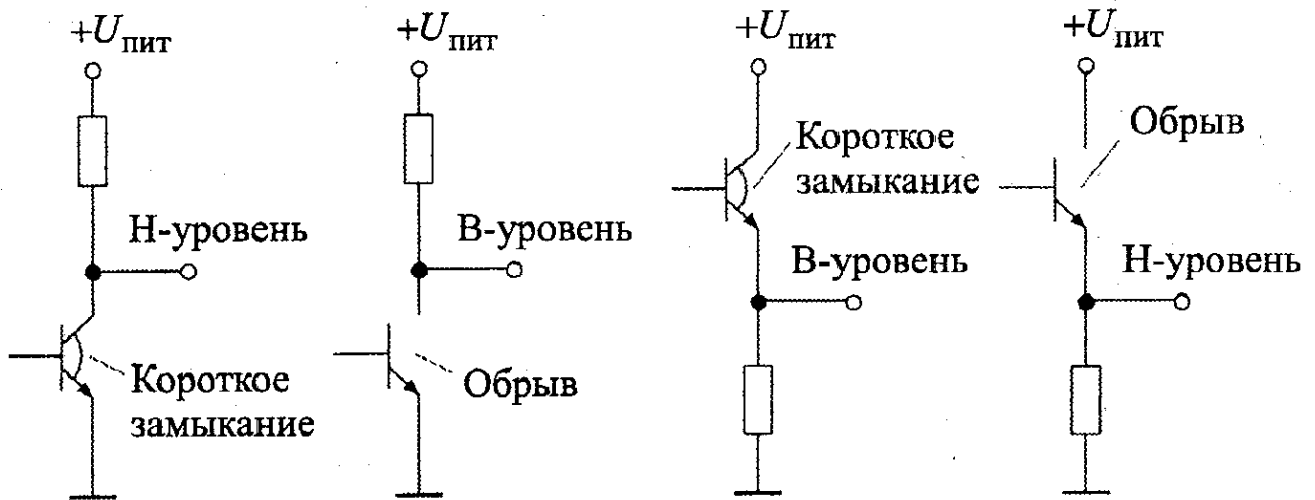 +Uпит
+Uпит
+Uпит
+Uпит
Короткое
замыкание
Обрыв
Н-уровень
В-уровень
В-уровень
Н-уровень
Короткое
замыкание
Обрыв